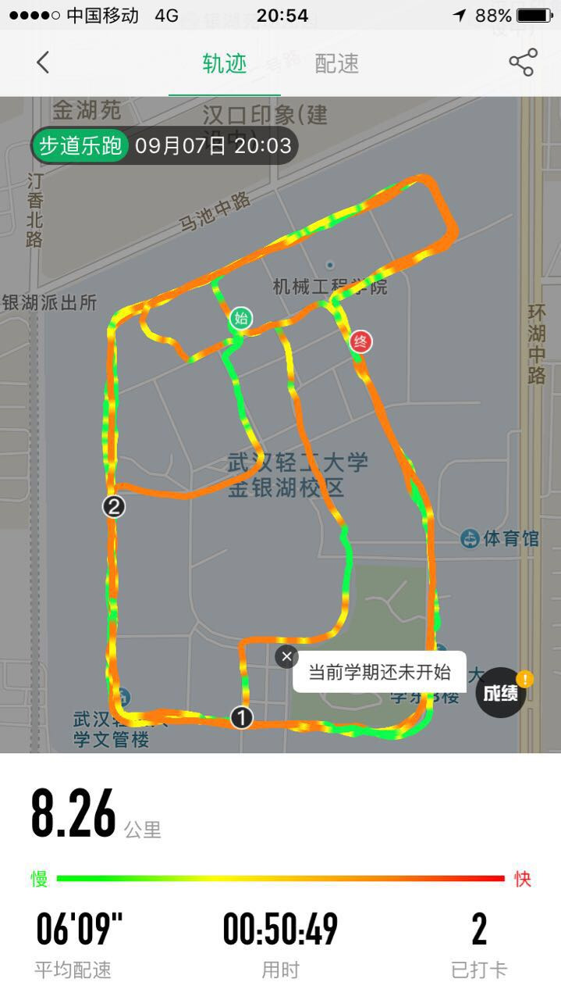 中国移动 4G 20:54 88%
轨迹 配速
金湖苑
汉口印象(建
步道乐跑 09月07日 20:03
汀香北路
马池中路
机械工程学院
银湖派出所
始
终
环湖中路
武汉轻工大学
金银湖校区
2
体育馆
当前学期还未开始
大
成绩
!
1
武汉轻
学文管楼
8.26 公里
慢 快
06'09" 00:50:49 2
平均配速 用时 已打卡